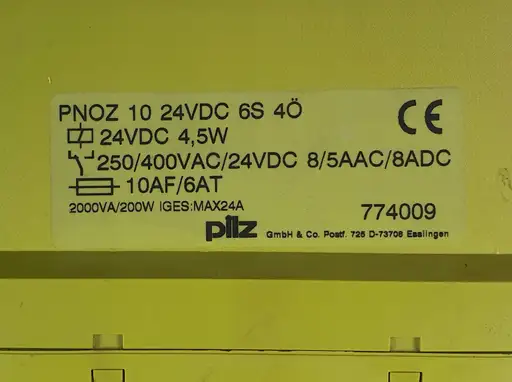 PNOZ 10 24VDC 6S 4Ö
CE
24VDC 4,5W
250/400VAC/24VDC 8/5AAC/8ADC
10AF/6AT
2000VA/200W IGES:MAX24A
774009
pilz GmbH & Co. Postf. 726 D-73708 Esslingen